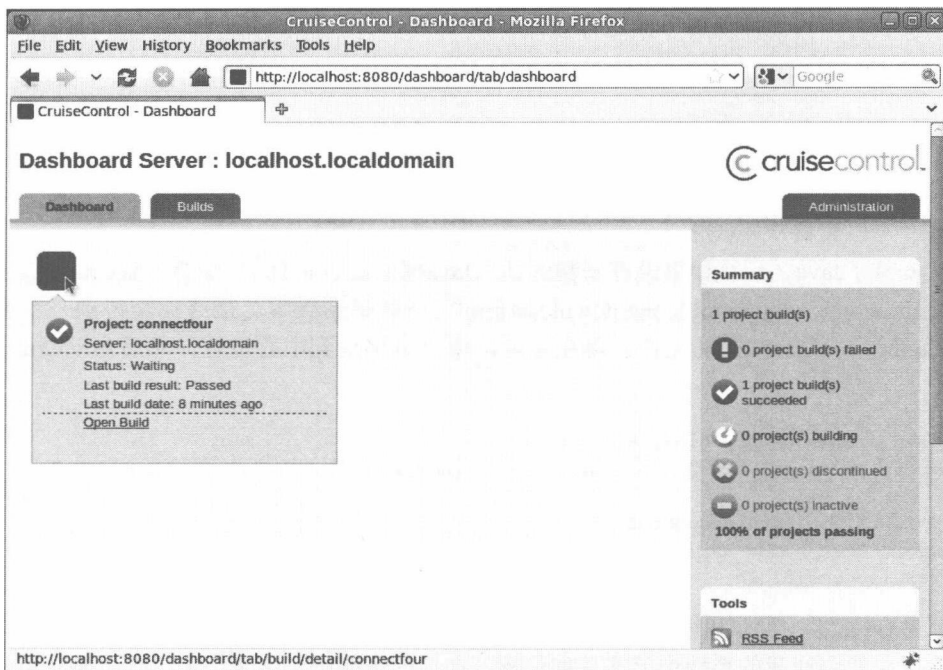 CruiseControl - Dashboard - Mozilla Firefox
File Edit View History Bookmarks Tools Help
http://localhost:8080/dashboard/tab/dashboard
Google
CruiseControl - Dashboard
Dashboard Server : localhost.localdomain
cruisecontrol
Dashboard Builds Administration
Project: connectfour
Server: localhost.localdomain
Status: Waiting
Last build result: Passed
Last build date: 8 minutes ago
Open Build
Summary
1 project build(s)
0 project build(s) failed
1 project build(s)
succeeded
0 project(s) building
0 project(s) discontinued
0 project(s) inactive
100% of projects passing
Tools
RSS Feed
http://localhost:8080/dashboard/tab/build/detail/connectfour